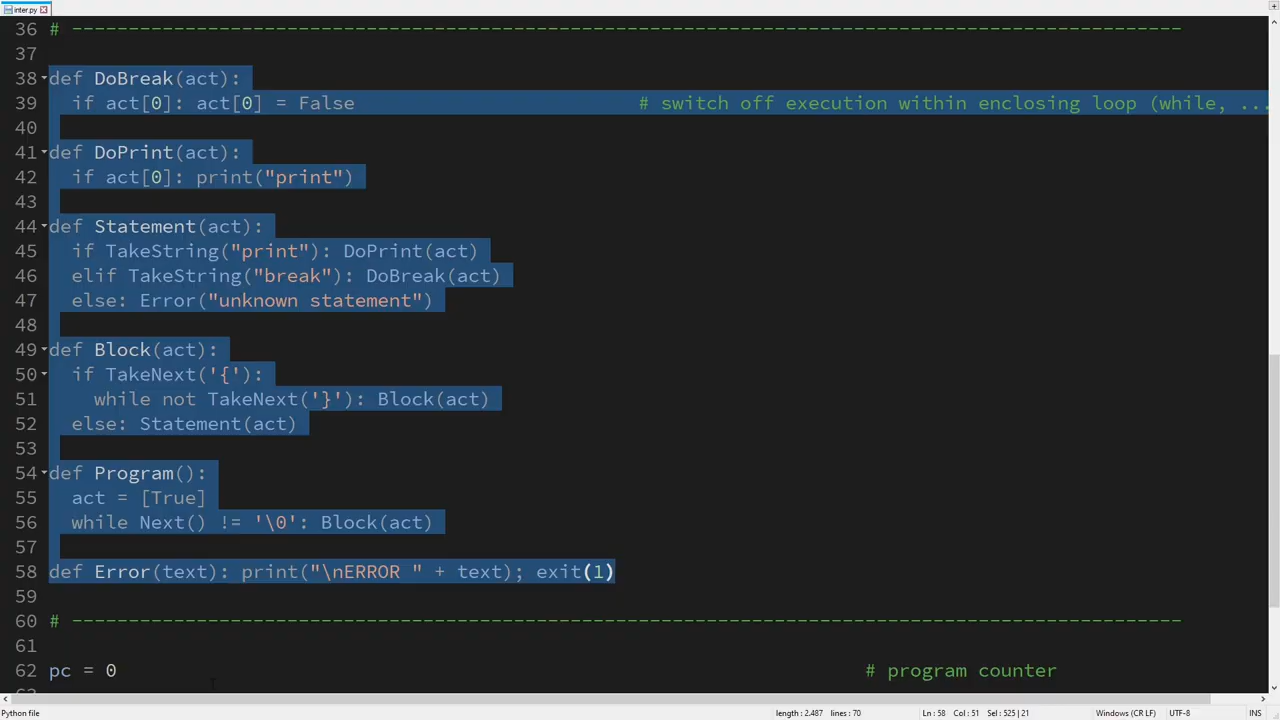 inter.py
36 # --------------------------------------------------------------------------------------------------
37
38 def DoBreak(act):
39   if act[0]: act[0] = False                         # switch off execution within enclosing loop (while, ...
40
41 def DoPrint(act):
42   if act[0]: print("print")
43
44 def Statement(act):
45   if TakeString("print"): DoPrint(act)
46   elif TakeString("break"): DoBreak(act)
47   else: Error("unknown statement")
48
49 def Block(act):
50   if TakeNext('{'):
51     while not TakeNext('}'): Block(act)
52   else: Statement(act)
53
54 def Program():
55   act = [True]
56   while Next() != '\0': Block(act)
57
58 def Error(text): print("\nERROR " + text); exit(1)
59
60 # --------------------------------------------------------------------------------------------------
61
62 pc = 0                                                                  # program counter
Python file length : 2.487 lines : 70 Ln : 58 Col : 51 Sel : 525 | 21 Windows (CR LF) UTF-8 INS